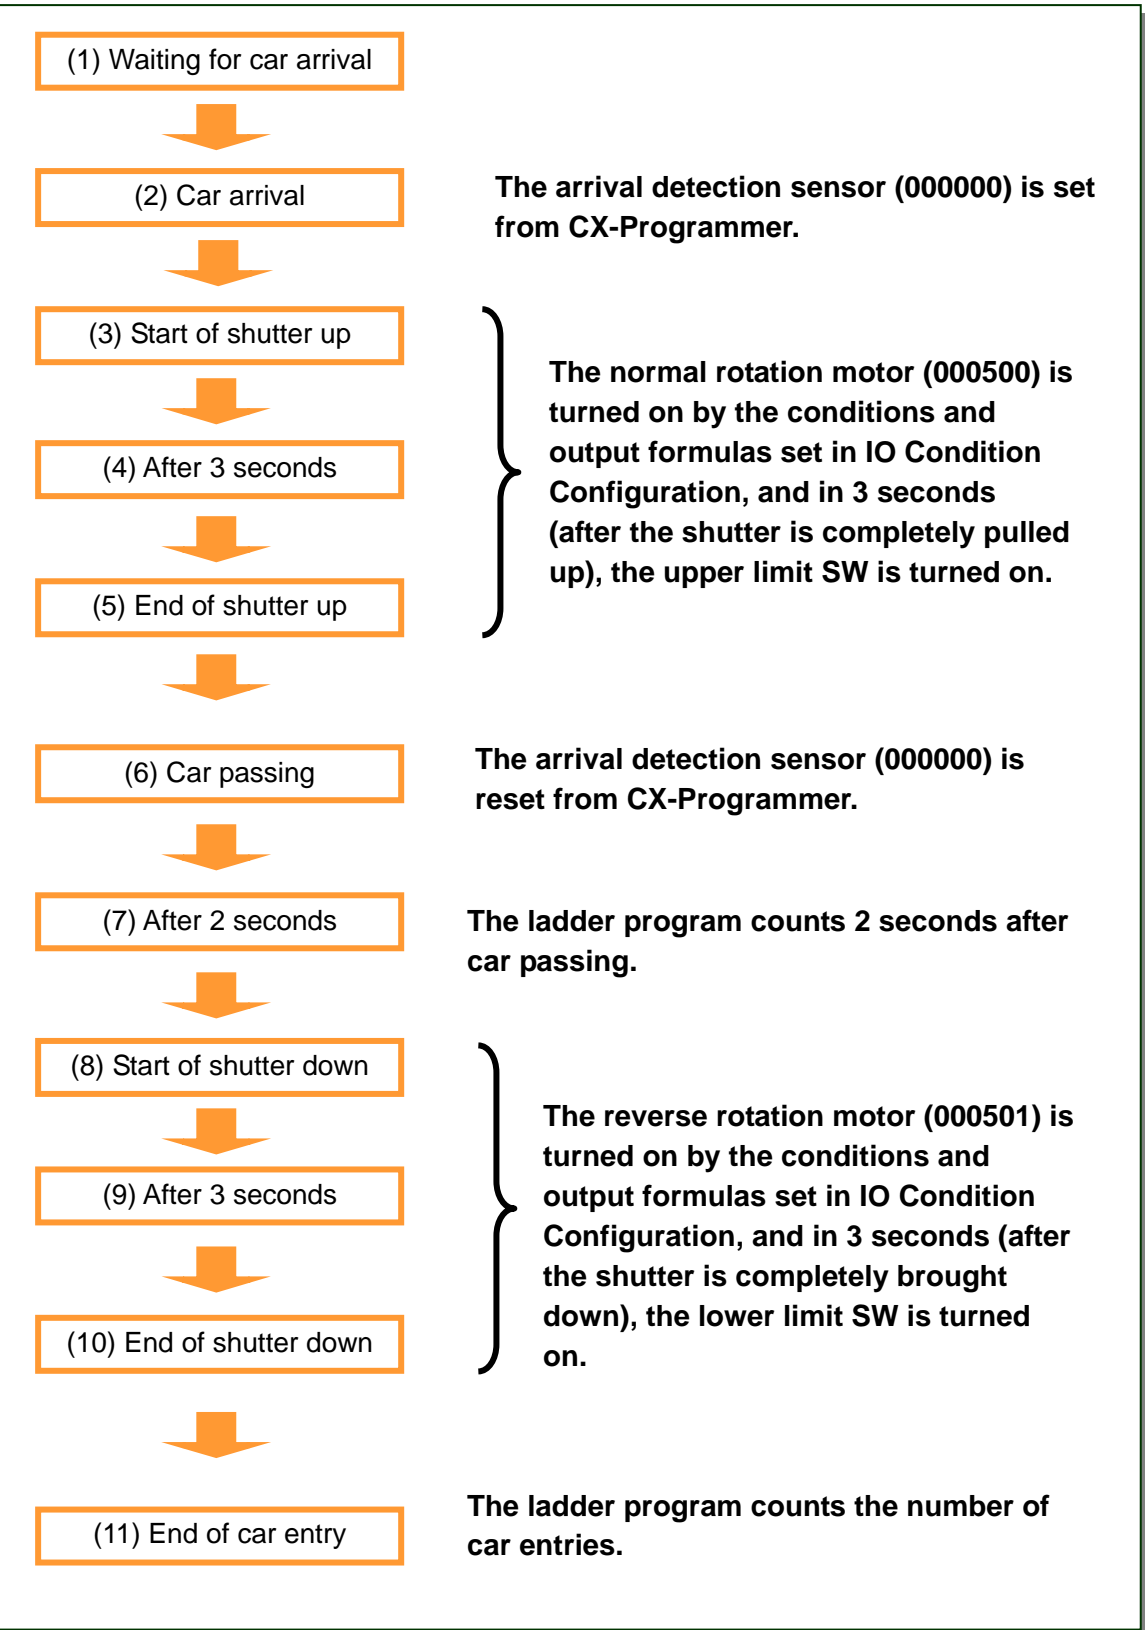 (1) Waiting for car arrival
(2) Car arrival
The arrival detection sensor (000000) is set
from CX-Programmer.
(3) Start of shutter up
(4) After 3 seconds
(5) End of shutter up
The normal rotation motor (000500) is
turned on by the conditions and
output formulas set in IO Condition
Configuration, and in 3 seconds
(after the shutter is completely pulled
up), the upper limit SW is turned on.
(6) Car passing
The arrival detection sensor (000000) is
reset from CX-Programmer.
(7) After 2 seconds
The ladder program counts 2 seconds after
car passing.
(8) Start of shutter down
(9) After 3 seconds
(10) End of shutter down
The reverse rotation motor (000501) is
turned on by the conditions and
output formulas set in IO Condition
Configuration, and in 3 seconds (after
the shutter is completely brought
down), the lower limit SW is turned
on.
(11) End of car entry
The ladder program counts the number of
car entries.